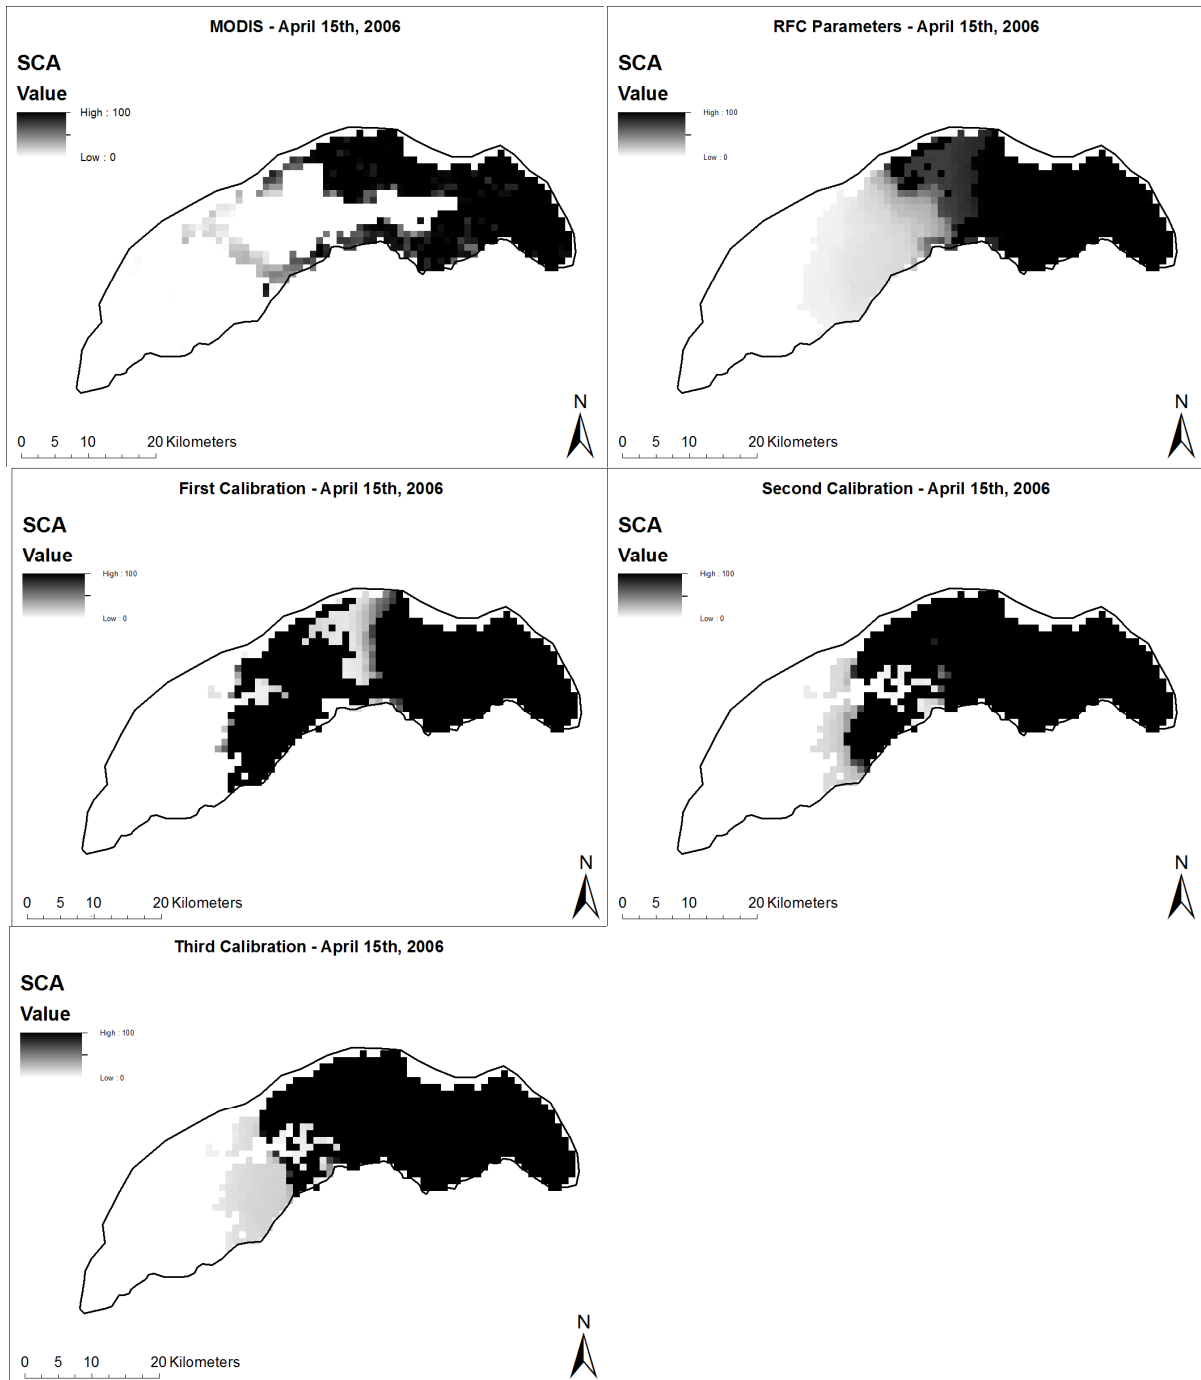 MODIS - April 15th, 2006
SCA
Value
High : 100
Low : 0
N
0 5 10 20 Kilometers
RFC Parameters - April 15th, 2006
SCA
Value
High : 100
Low : 0
N
0 5 10 20 Kilometers
First Calibration - April 15th, 2006
SCA
Value
High : 100
Low : 0
N
0 5 10 20 Kilometers
Second Calibration - April 15th, 2006
SCA
Value
High : 100
Low : 0
N
0 5 10 20 Kilometers
Third Calibration - April 15th, 2006
SCA
Value
High : 100
Low : 0
N
0 5 10 20 Kilometers